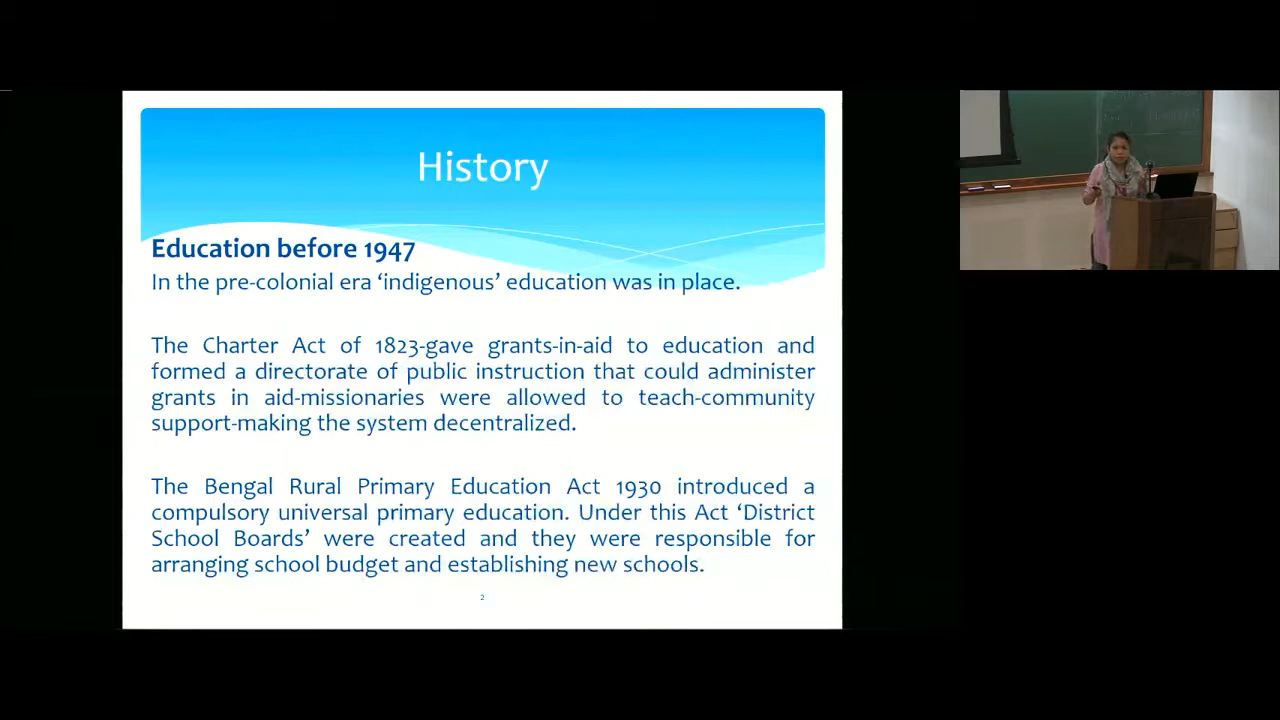 History
Education before 1947
In the pre-colonial era ‘indigenous’ education was in place.
The Charter Act of 1823-gave grants-in-aid to education and
formed a directorate of public instruction that could administer
grants in aid-missionaries were allowed to teach-community
support-making the system decentralized.
The Bengal Rural Primary Education Act 1930 introduced a
compulsory universal primary education. Under this Act ‘District
School Boards’ were created and they were responsible for
arranging school budget and establishing new schools.
2